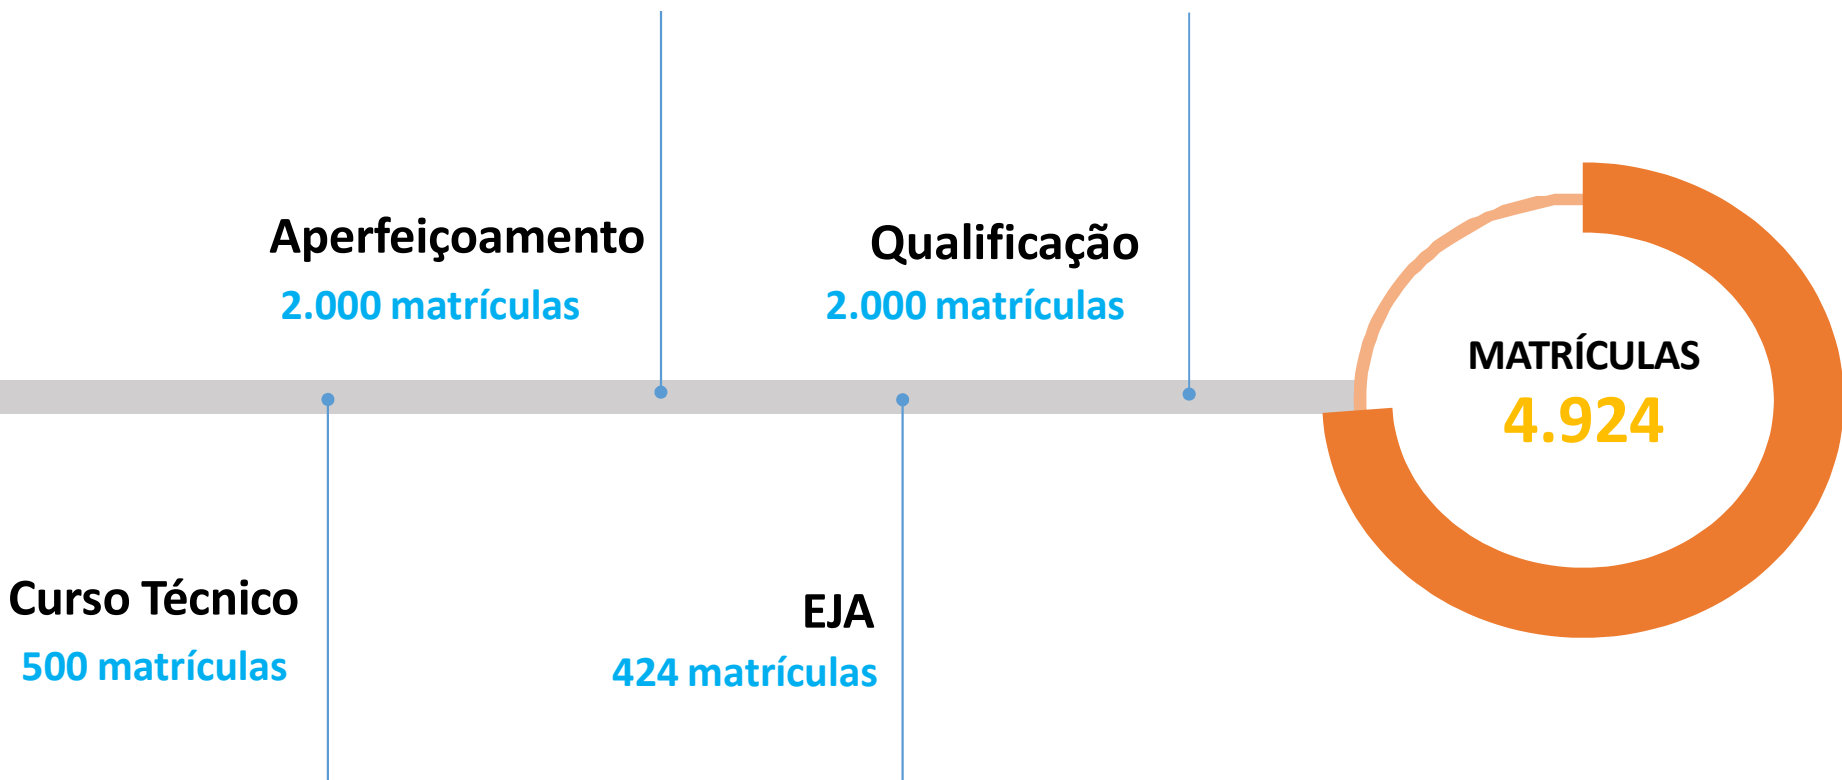 Aperfeiçoamento
2.000 matrículas
Qualificação
2.000 matrículas
MATRÍCULAS
4.924
Curso Técnico
500 matrículas
EJA
424 matrículas